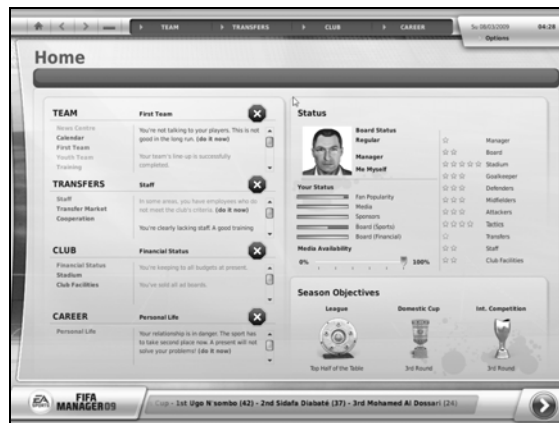 TEAM
TRANSFERS
CLUB
CAREER
Su 08/03/2009
04:28
Options
Home
TEAM
First Team
News Centre
Calendar
First Team
Youth Team
Training
You're not talking to your players. This is not
good in the long run. (do it now)
Your team's line up is successfully
completed.
TRANSFERS
Staff
Staff
Transfer Market
Cooperation
In some areas, you have employees who do
not meet the club's criteria. (do it now)
You're clearly lacking staff. A good training
CLUB
Financial Status
Financial Status
Stadium
Club Facilities
You're keeping to all budgets at present.
You've sold all ad boards.
CAREER
Personal Life
Personal Life
Your relationship is in danger. The sport has
to take second place now. A present will not
solve your problems! (do it now)
Status
Board Status
Regular
Manager
Me Myself
Your Status
Fan Popularity
Media
Sponsors
Board (Sports)
Board (Financial)
Media Availability
0%
100%
Manager
Board
Stadium
Goalkeeper
Defenders
Midfielders
Attackers
Tactics
Transfers
Staff
Club Facilities
Season Objectives
League
Domestic Cup
Int. Competition
Top Half of the Table
3rd Round
3rd Round
EA
SPORTS
FIFA
MANAGER 09
Cup - 1st Ugo N'sombo (42) - 2nd Sidafa Diabaté (37) - 3rd Mohamed Al Dossari (24)